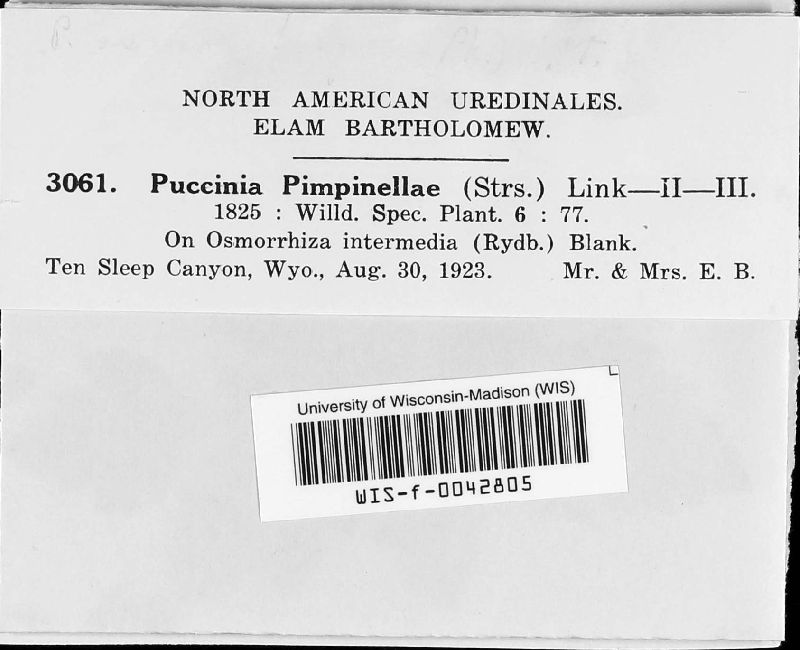 NORTH AMERICAN UREDINALES.
ELAM BARTHOLOMEW.
3061. Puccinia Pimpinellae (Strs.) Link—II—III.
1825 : Willd. Spec. Plant. 6 : 77.
On Osmorrhiza intermedia (Rydb.) Blank.
Ten Sleep Canyon, Wyo., Aug. 30, 1923. Mr. & Mrs. E. B.
University of Wisconsin-Madison (WIS)
WIS-f-0042805